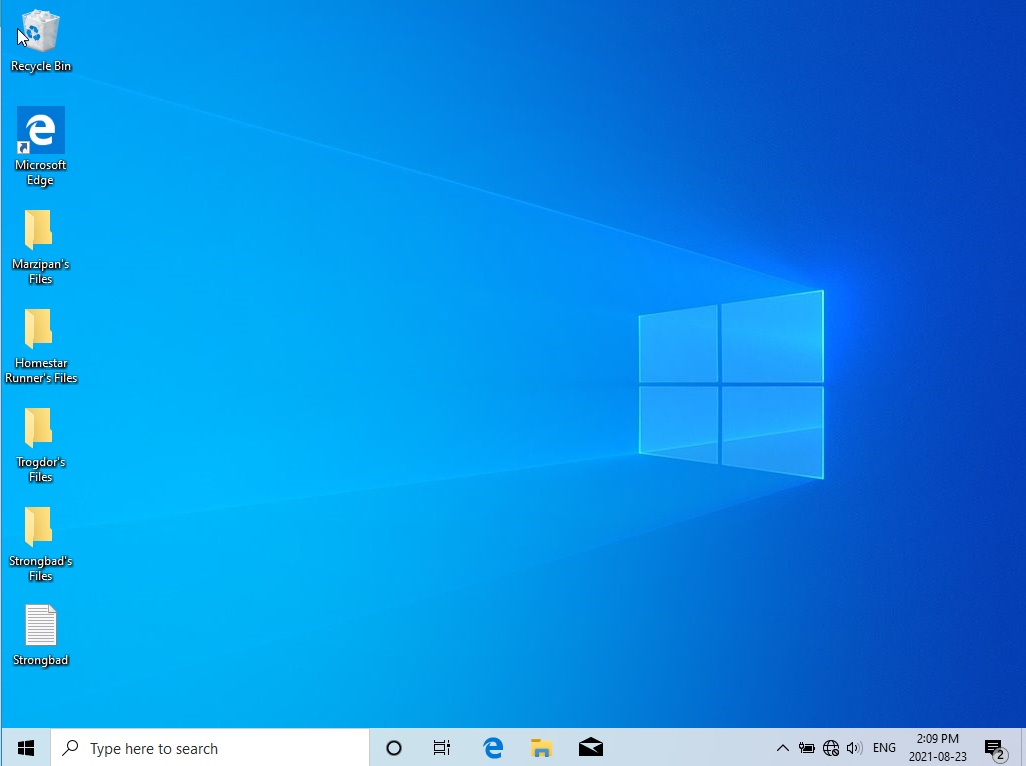 Recycle Bin
Microsoft
Edge
Marzipan's
Files
Homestar
Runner's Files
Trogdor's
Files
Strongbad's
Files
Strongbad
Type here to search
ENG
2:09 PM
2021-08-23
2